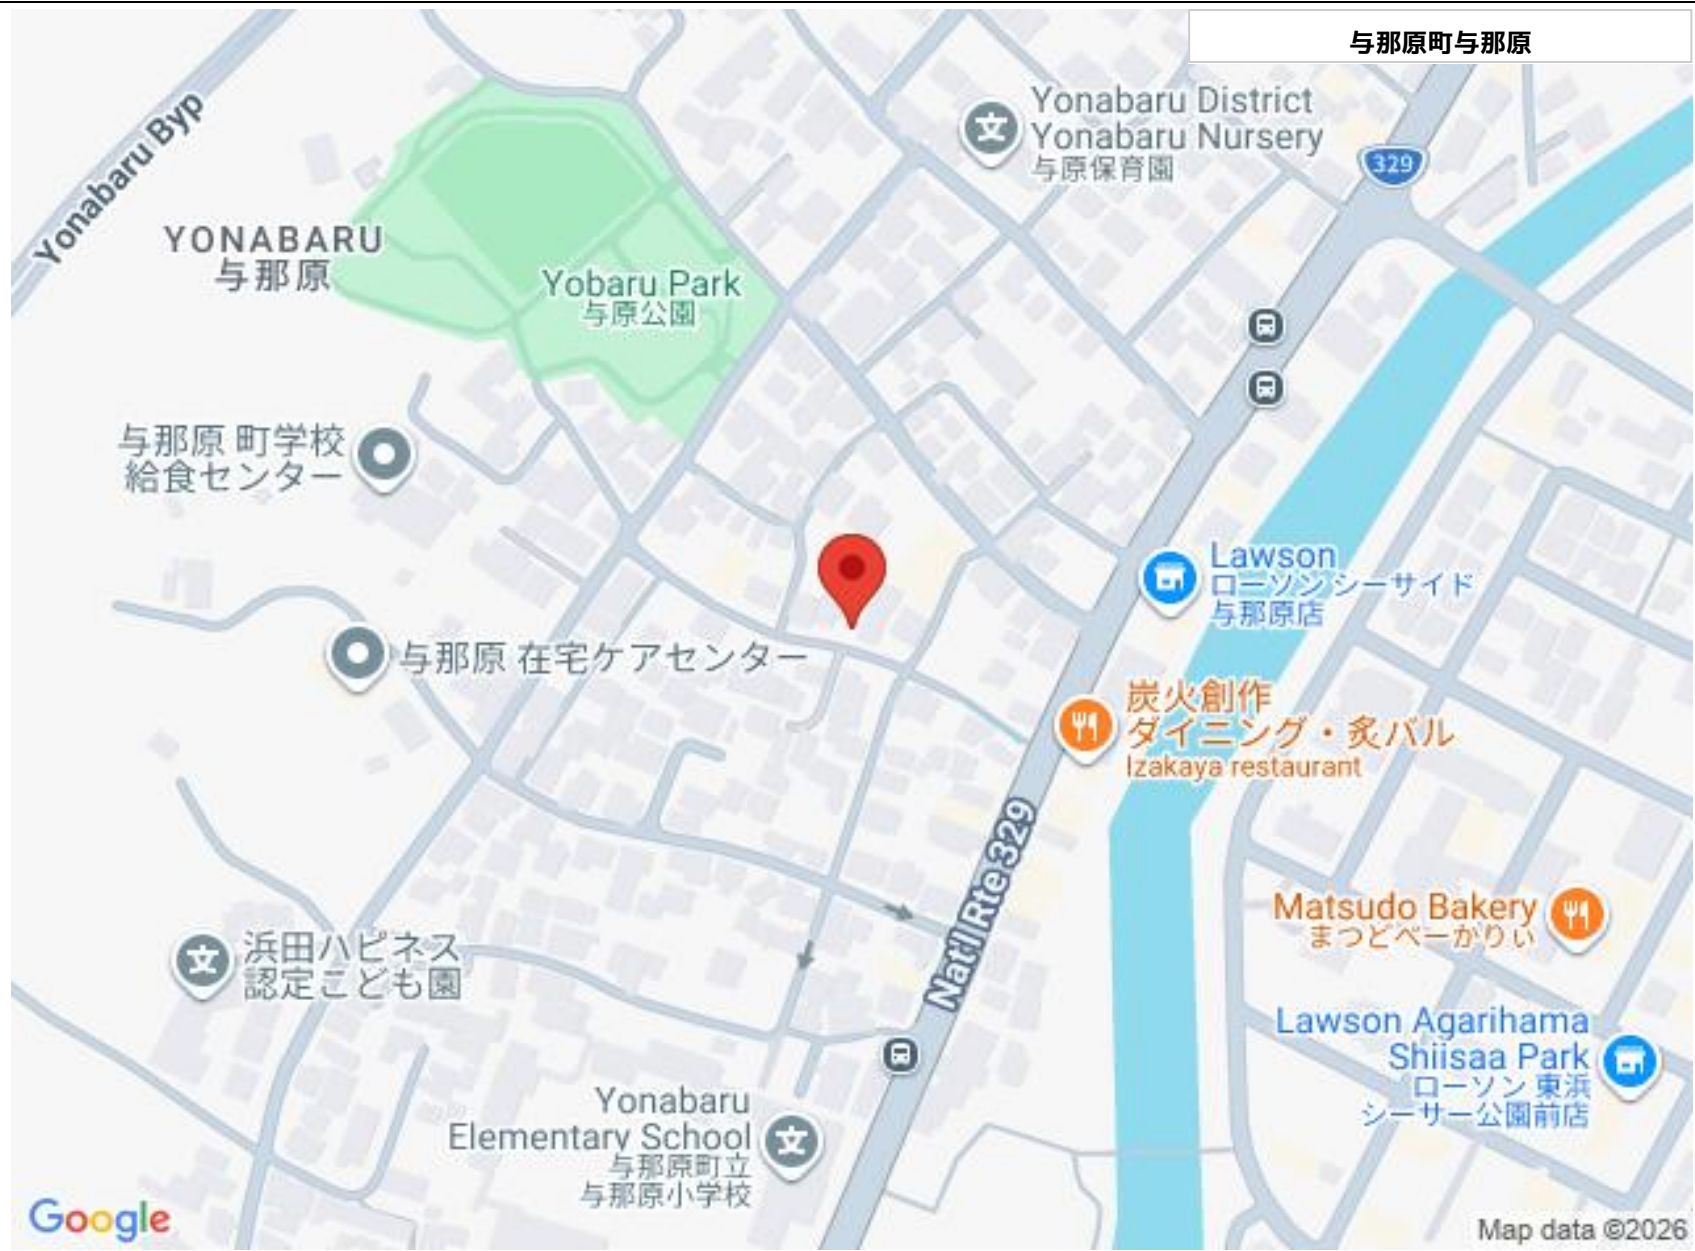 与那原町与那原
Yonabaru Byp
Yonabaru District
Yonabaru Nursery
与原保育園
329
YONABARU
与那原
Yobaru Park
与原公園
与那原 町学校
給食センター
Lawson
ローソン シーサイド
与那原店
与那原 在宅ケアセンター
炭火創作
ダイニング・炙バル
Izakaya restaurant
Nat'l Rte 329
Matsudo Bakery
まつどべーかりい
浜田ハピネス
認定こども園
Lawson Agarihama
Shiisaa Park
ローソン 東浜
シーサー公園前店
Yonabaru
Elementary School
与那原町立
与那原小学校
Google
Map data ©2026